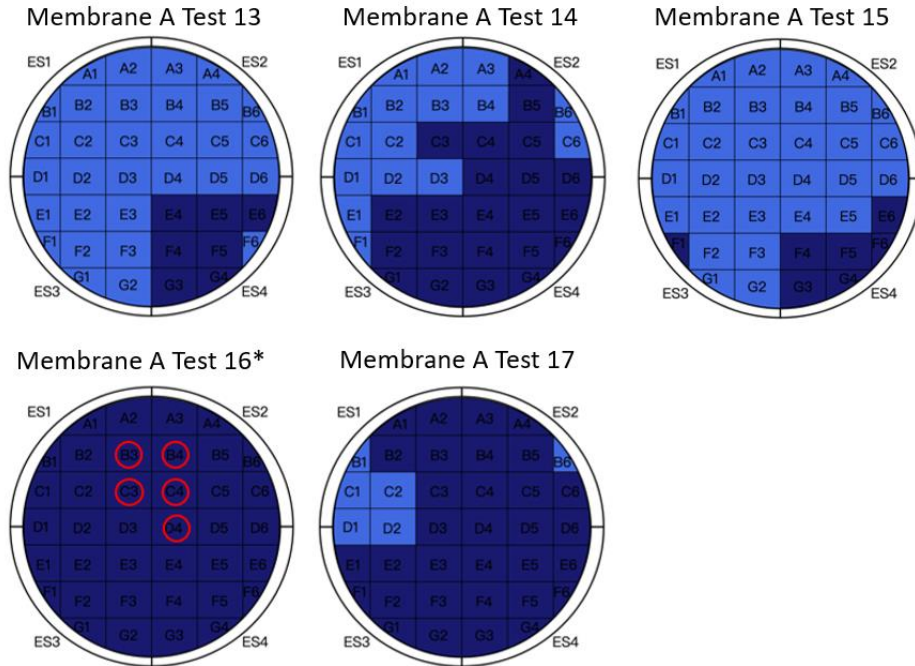 Membrane A Test 13
Membrane A Test 14
Membrane A Test 15
ES1 A1 A2 A3 A4 ES2
B1 B2 B3 B4 B5 B6
C1 C2 C3 C4 C5 C6
D1 D2 D3 D4 D5 D6
E1 E2 E3 E4 E5 E6
F1 F2 F3 F4 F5 F6
ES3 G1 G2 G3 G4 ES4
ES1 A1 A2 A3 A4 ES2
B1 B2 B3 B4 B5 B6
C1 C2 C3 C4 C5 C6
D1 D2 D3 D4 D5 D6
E1 E2 E3 E4 E5 E6
F1 F2 F3 F4 F5 F6
ES3 G1 G2 G3 G4 ES4
ES1 A1 A2 A3 A4 ES2
B1 B2 B3 B4 B5 B6
C1 C2 C3 C4 C5 C6
D1 D2 D3 D4 D5 D6
E1 E2 E3 E4 E5 E6
F1 F2 F3 F4 F5 F6
ES3 G1 G2 G3 G4 ES4
Membrane A Test 16*
Membrane A Test 17
ES1 A1 A2 A3 A4 ES2
B1 B2 B3 B4 B5 B6
C1 C2 C3 C4 C5 C6
D1 D2 D3 D4 D5 D6
E1 E2 E3 E4 E5 E6
F1 F2 F3 F4 F5 F6
ES3 G1 G2 G3 G4 ES4
ES1 A1 A2 A3 A4 ES2
B1 B2 B3 B4 B5 B6
C1 C2 C3 C4 C5 C6
D1 D2 D3 D4 D5 D6
E1 E2 E3 E4 E5 E6
F1 F2 F3 F4 F5 F6
ES3 G1 G2 G3 G4 ES4